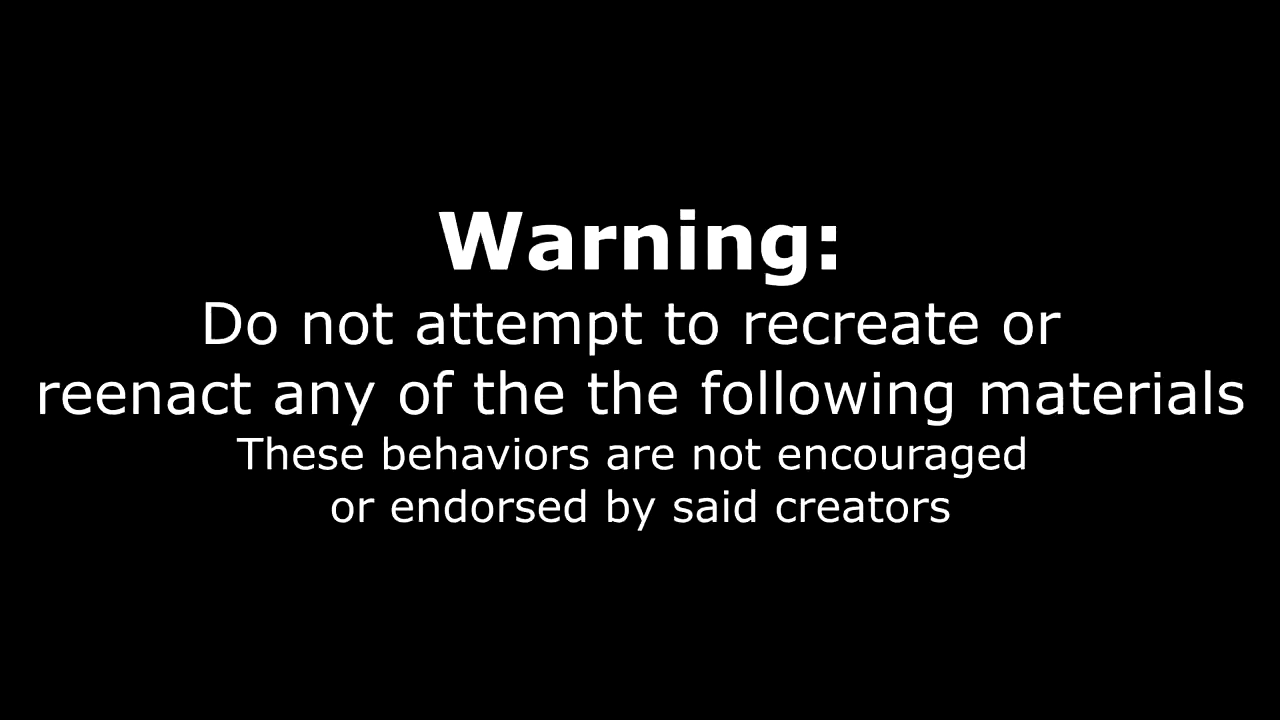 Warning:
Do not attempt to recreate or
reenact any of the the following materials
These behaviors are not encouraged
or endorsed by said creators